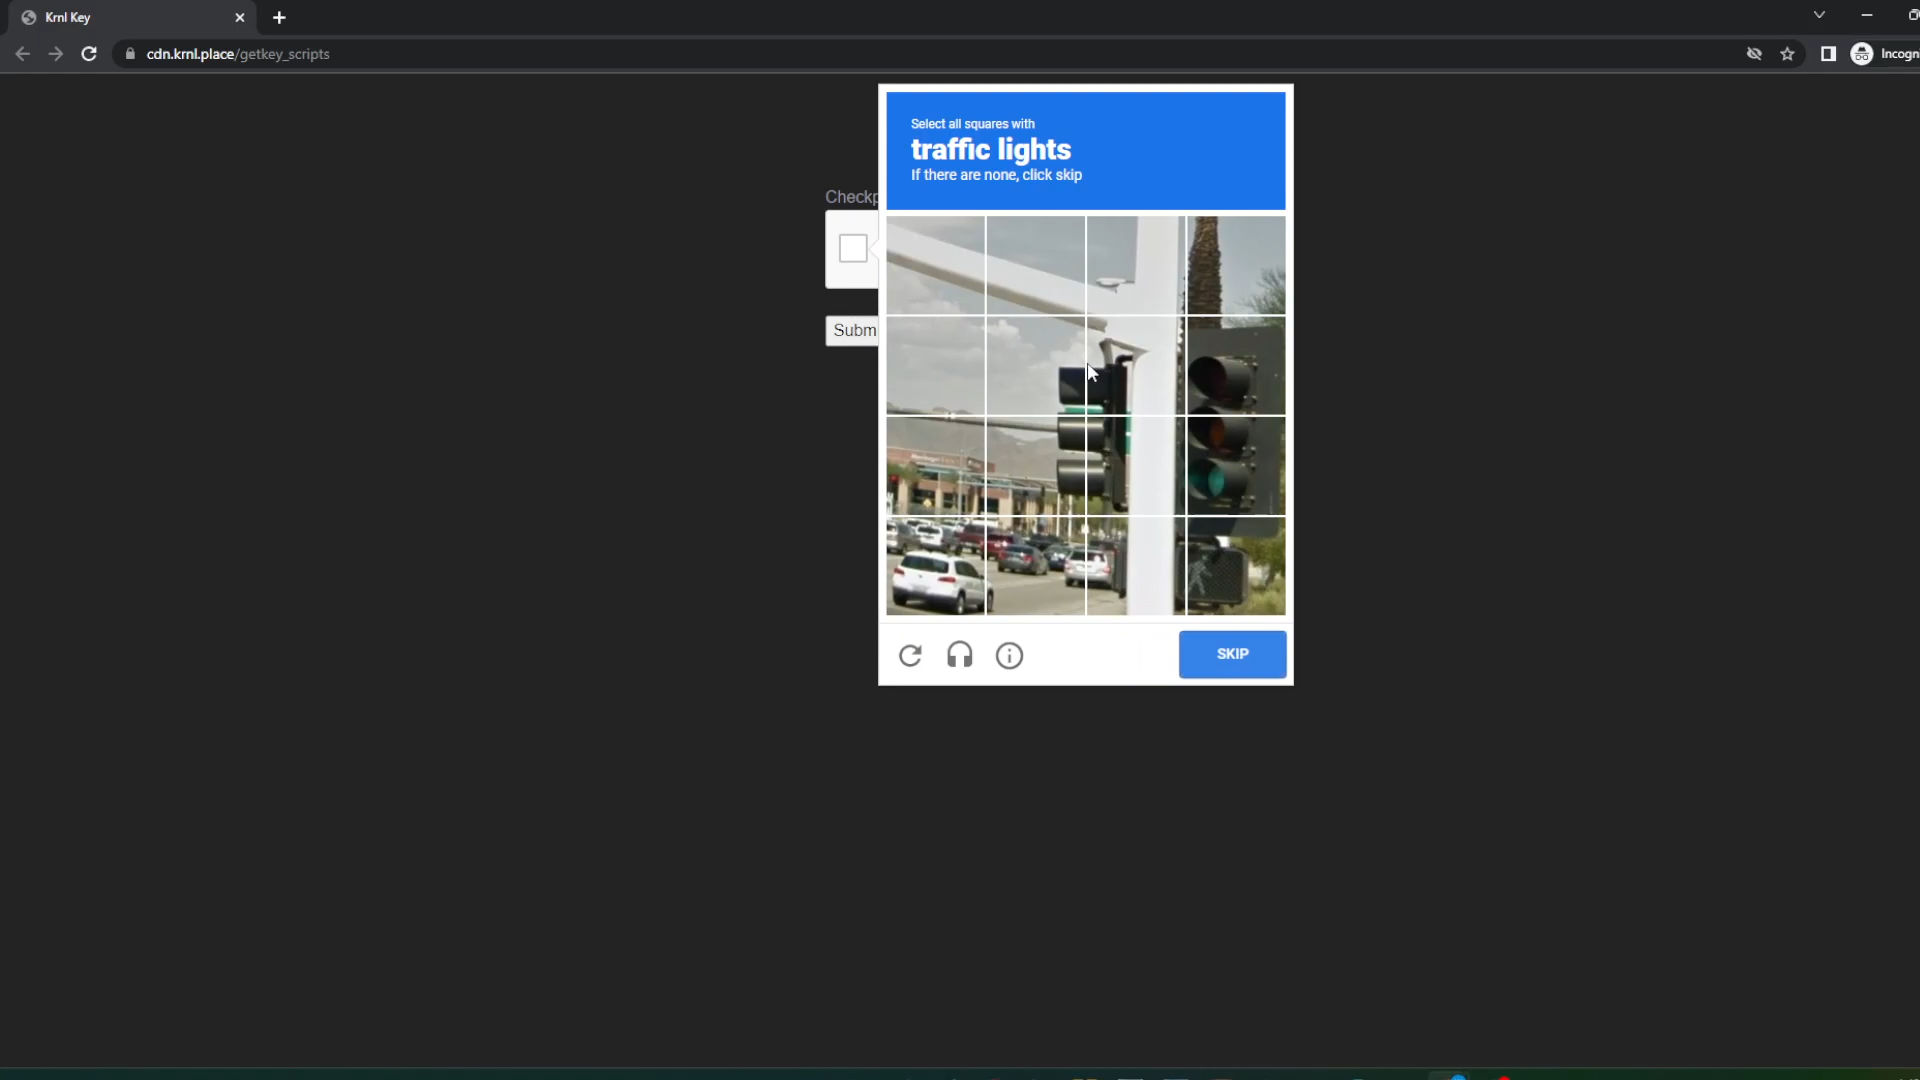 Krnl Key
cdn.krnl.place/getkey_scripts
Incogni
Select all squares with
traffic lights
If there are none, click skip
Checkp
Subm
SKIP